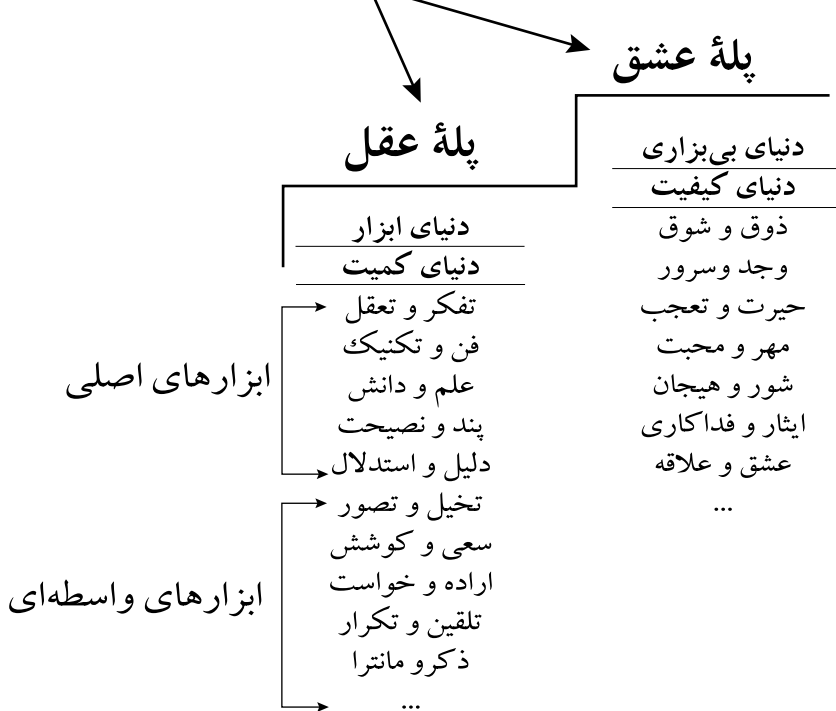 پلهٔ عشق
دنیای بی‌بزاری
دنیای کیفیت
ذوق و شوق
وجد وسرور
حیرت و تعجب
مهر و محبت
شور و هیجان
ایثار و فداکاری
عشق و علاقه
...
پلهٔ عقل
دنیای ابزار
دنیای کمیت
تفکر و تعقل
فن و تکنیک
علم و دانش
پند و نصیحت
دلیل و استدلال
تخیل و تصور
سعی و کوشش
اراده و خواست
تلقین و تکرار
ذکرو مانترا
...
ابزارهای اصلی
ابزارهای واسطه‌ای